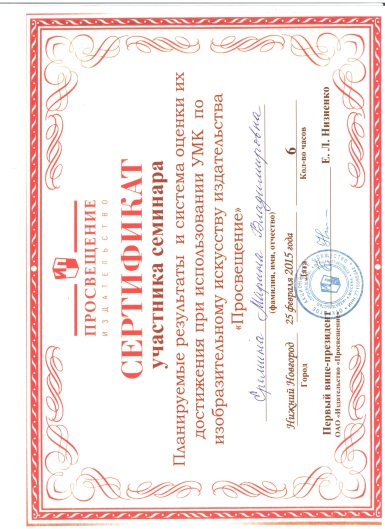 ПРОСВЕЩЕНИЕ
ИЗДАТЕЛЬСТВО
СЕРТИФИКАТ
участника семинара
Планируемые результаты и система оценки их
достижения при использовании УМК по
изобразительному искусству издательства
«Просвещение»
Марина Владимировна
(фамилия, имя, отчество)
Нижний Новгород 25 февраля 2015 года 6
Город Дата Кол-во часов
Первый вице-президент Е. Л. Низиенко
ОАО «Издательство «Просвещение»